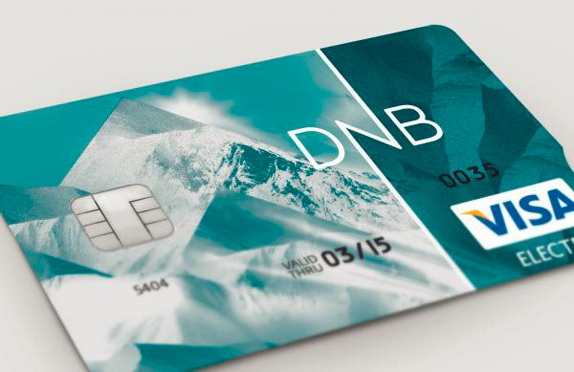 DNB
0035
VISA
ELECT
VALID THRU 03/15
5404